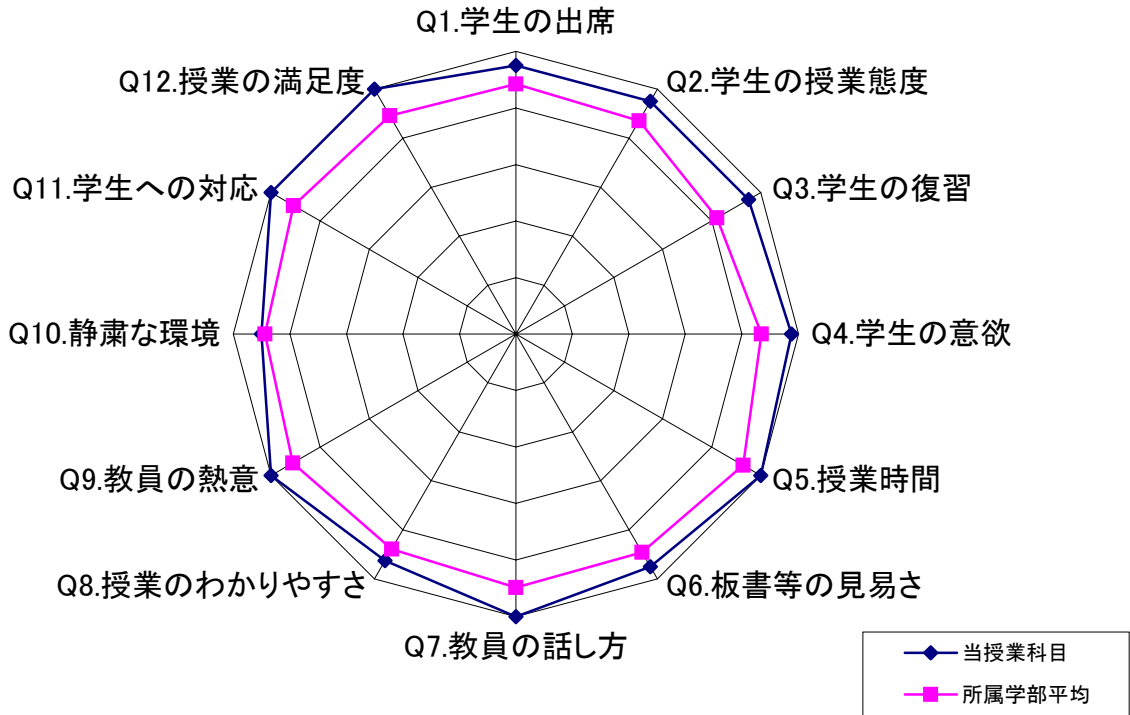 Q1.学生の出席
Q2.学生の授業態度
Q3.学生の復習
Q4.学生の意欲
Q5.授業時間
Q6.板書等の見易さ
Q7.教員の話し方
Q8.授業のわかりやすさ
Q9.教員の熱意
Q10.静粛な環境
Q11.学生への対応
Q12.授業の満足度
当授業科目
所属学部平均